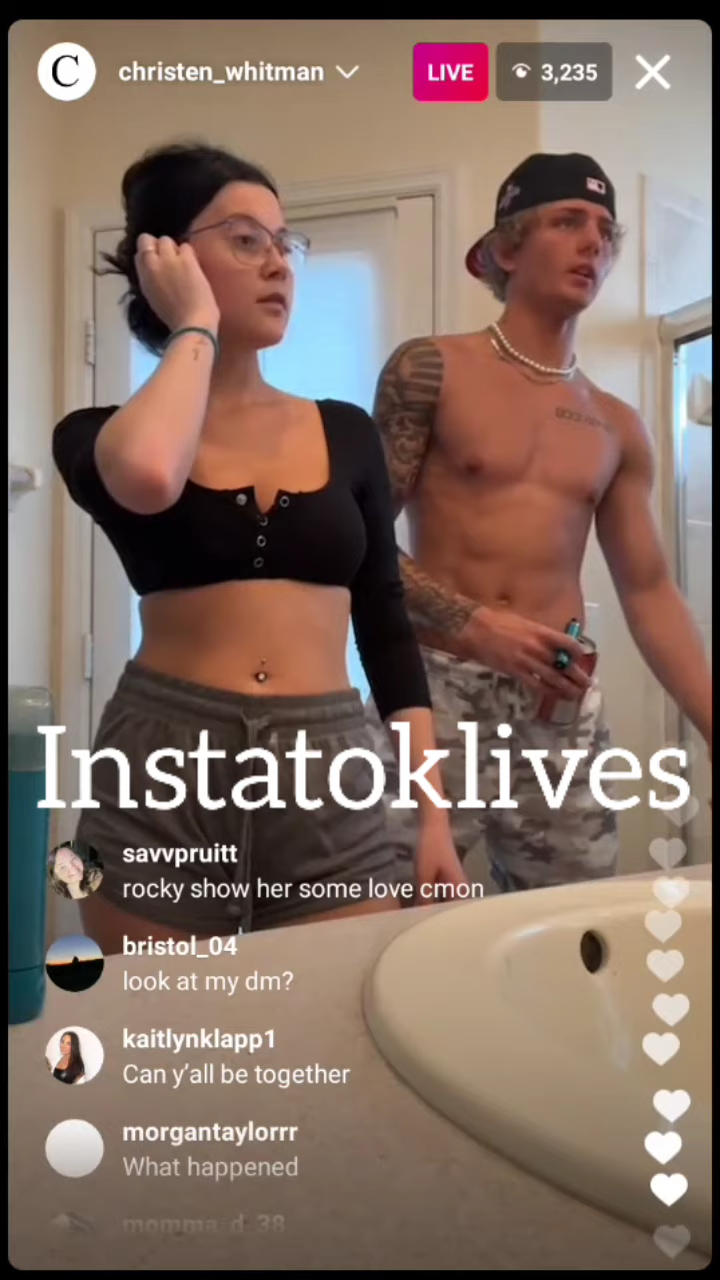 C
christen_whitman
LIVE
3,235
Instatoklives
savvpruitt
rocky show her some love cmon
bristol_04
look at my dm?
kaitlynklapp1
Can y’all be together
morgantaylorrr
What happened
momma_d_38